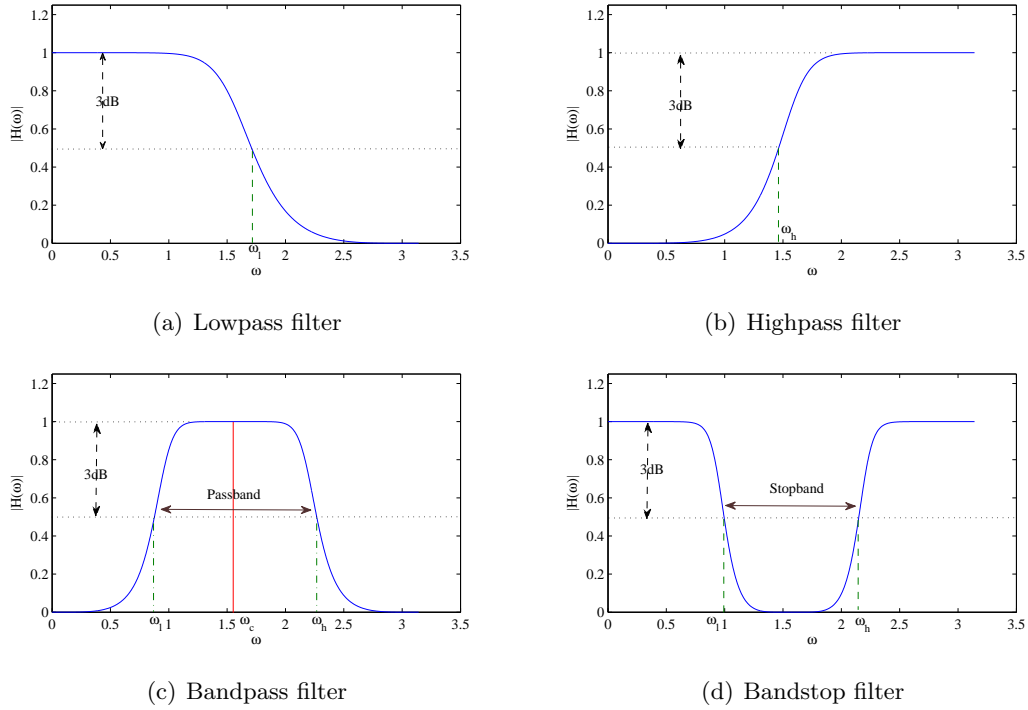 1.2
1
0.8
0.6
0.4
0.2
0
|H(ω)|
3dB
0 0.5 1 1.5 2 2.5 3 3.5
ω_l
ω
(a) Lowpass filter
1.2
1
0.8
0.6
0.4
0.2
0
|H(ω)|
3dB
0 0.5 1 1.5 2 2.5 3 3.5
ω_h
ω
(b) Highpass filter
1.2
1
0.8
0.6
0.4
0.2
0
|H(ω)|
3dB
Passband
0 0.5 1 1.5 2 2.5 3 3.5
ω_l ω_c ω_h
ω
(c) Bandpass filter
1.2
1
0.8
0.6
0.4
0.2
0
|H(ω)|
3dB
Stopband
0 0.5 1 1.5 2 2.5 3 3.5
ω_l ω_h
ω
(d) Bandstop filter